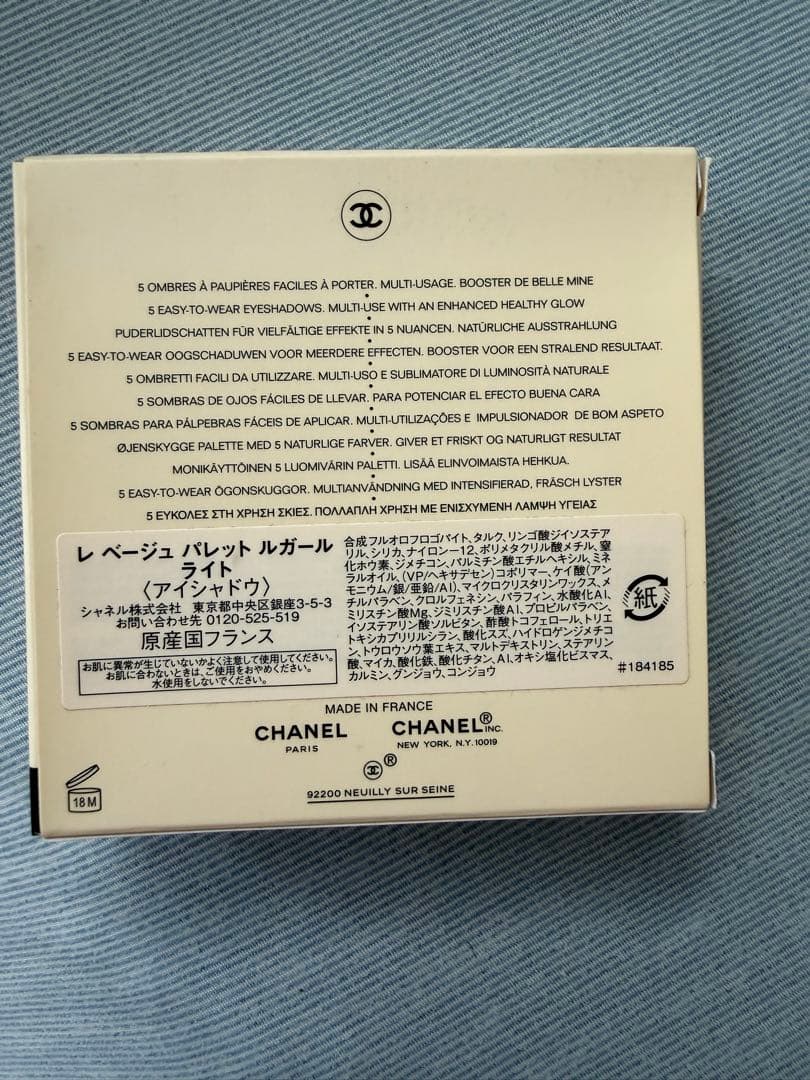 5 OMBRES À PAUPIÈRES FACILES À PORTER. MULTI-USAGE. BOOSTER DE BELLE MINE
5 EASY-TO-WEAR EYESHADOWS. MULTI-USE WITH AN ENHANCED HEALTHY GLOW
PUDERLIDSCHATTEN FÜR VIELFÄLTIGE EFFEKTE IN 5 NUANCEN. NATÜRLICHE AUSSTRAHLUNG
5 EASY-TO-WEAR OOGSCHADUWEN VOOR MEERDERE EFFECTEN. BOOSTER VOOR EEN STRALEND RESULTAAT.
5 OMBRETTI FACILI DA UTILIZZARE. MULTI-USO E SUBLIMATORE DI LUMINOSITÀ NATURALE
5 SOMBRAS DE OJOS FÁCILES DE LLEVAR. PARA POTENCIAR EL EFECTO BUENA CARA
5 SOMBRAS PARA PÁLPEBRAS FÁCEIS DE APLICAR. MULTI-UTILIZAÇÕES E IMPULSIONADOR DE BOM ASPETO
ØJENSKYGGE PALETTE MED 5 NATURLIGE FARVER. GIVER ET FRISKT OG NATURLIGT RESULTAT
MONIKÄYTTÖINEN 5 LUOMIVÄRIN PALETTI. LISÄÄ ELINVOIMAISTA HEHKUA.
5 EASY-TO-WEAR ÖGONSKUGGOR. MULTIANVÄNDNING MED INTENSIFIERAD, FRÄSCH LYSTER
5 ΕΥΚΟΛΕΣ ΣΤΗ ΧΡΗΣΗ ΣΚΙΕΣ. ΠΟΛΛΑΠΛΗ ΧΡΗΣΗ ΜΕ ΕΝΙΣΧΥΜΕΝΗ ΛΑΜΨΗ ΥΓΕΙΑΣ
レ ベージュ パレット ルガール
ライト
〈アイシャドウ〉
シャネル株式会社 東京都中央区銀座3-5-3
お問い合わせ先 0120-525-519
原産国フランス
お肌に異常が生じていないかよく注意して使用してください。
お肌に合わないときは、ご使用をおやめください。
水使用をしないでください。
合成フルオロフロゴパイト、タルク、リンゴ酸ジイソステア
リル、シリカ、ナイロン-12、ポリメタクリル酸メチル、窒
化ホウ素、ジメチコン、パルミチン酸エチルヘキシル、ミネ
ラルオイル、(VP/ヘキサデセン)コポリマー、ケイ酸(アン
モニウム/銀/亜鉛/Al)、マイクロクリスタリンワックス、メ
チルパラベン、クロルフェネシン、パラフィン、水酸化Al、
ミリスチン酸Mg、ジミリスチン酸Al、プロピルパラベン、
イソステアリン酸ソルビタン、酢酸トコフェロール、トリエ
トキシカプリリルシラン、酸化スズ、ハイドロゲンジメチコ
ン、トウロウソウ葉エキス、マルトデキストリン、ステアリン
酸、マイカ、酸化鉄、酸化チタン、Al、オキシ塩化ビスマス、
カルミン、グンジョウ、コンジョウ
紙
#184185
MADE IN FRANCE
CHANEL
PARIS
CHANEL® INC.
NEW YORK, N.Y. 10019
®
92200 NEUILLY SUR SEINE
18 M